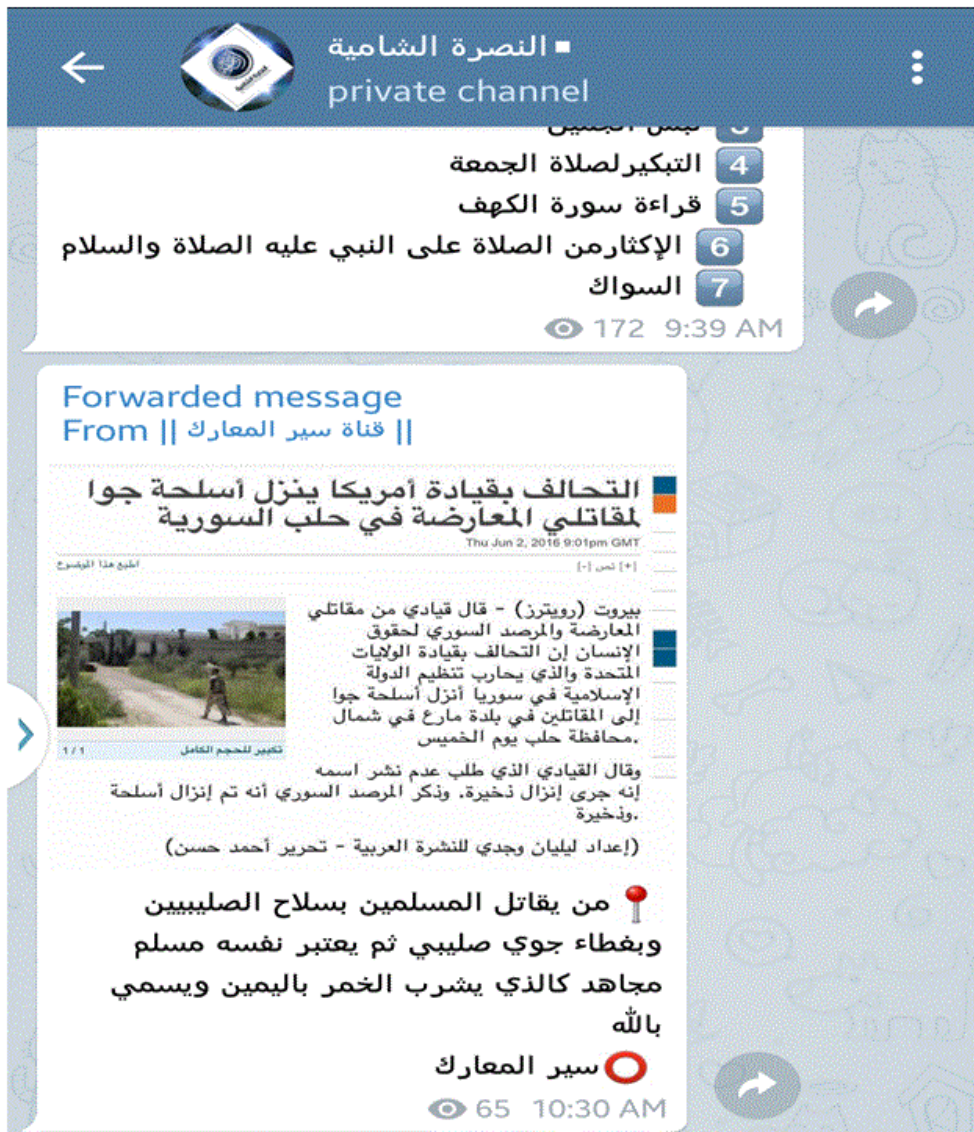 ■ النصرة الشامية
private channel
4 التبكيرلصلاة الجمعة
5 قراءة سورة الكهف
6 الإكثارمن الصلاة على النبي عليه الصلاة والسلام
7 السواك
172 9:39 AM
Forwarded message
From || قناة سير المعارك ||
التحالف بقيادة أمريكا ينزل أسلحة جوا
لمقاتلي المعارضة في حلب السورية
Thu Jun 2, 2016 9:01pm GMT
اطبع هذا الموضوع
[-] نص [+]
بيروت (رويترز) - قال قيادي من مقاتلي
المعارضة والمرصد السوري لحقوق
الإنسان إن التحالف بقيادة الولايات
المتحدة والذي يحارب تنظيم الدولة
الإسلامية في سوريا أنزل أسلحة جوا
إلى المقاتلين في بلدة مارع في شمال
.محافظة حلب يوم الخميس
تكبير للحجم الكامل
1 / 1
وقال القيادي الذي طلب عدم نشر اسمه
إنه جرى إنزال ذخيرة. وذكر المرصد السوري أنه تم إنزال أسلحة
.وذخيرة
(إعداد ليليان وجدي للنشرة العربية - تحرير أحمد حسن)
📍 من يقاتل المسلمين بسلاح الصليبيين
وبغطاء جوي صليبي ثم يعتبر نفسه مسلم
مجاهد كالذي يشرب الخمر باليمين ويسمي
بالله
⭕ سير المعارك
65 10:30 AM